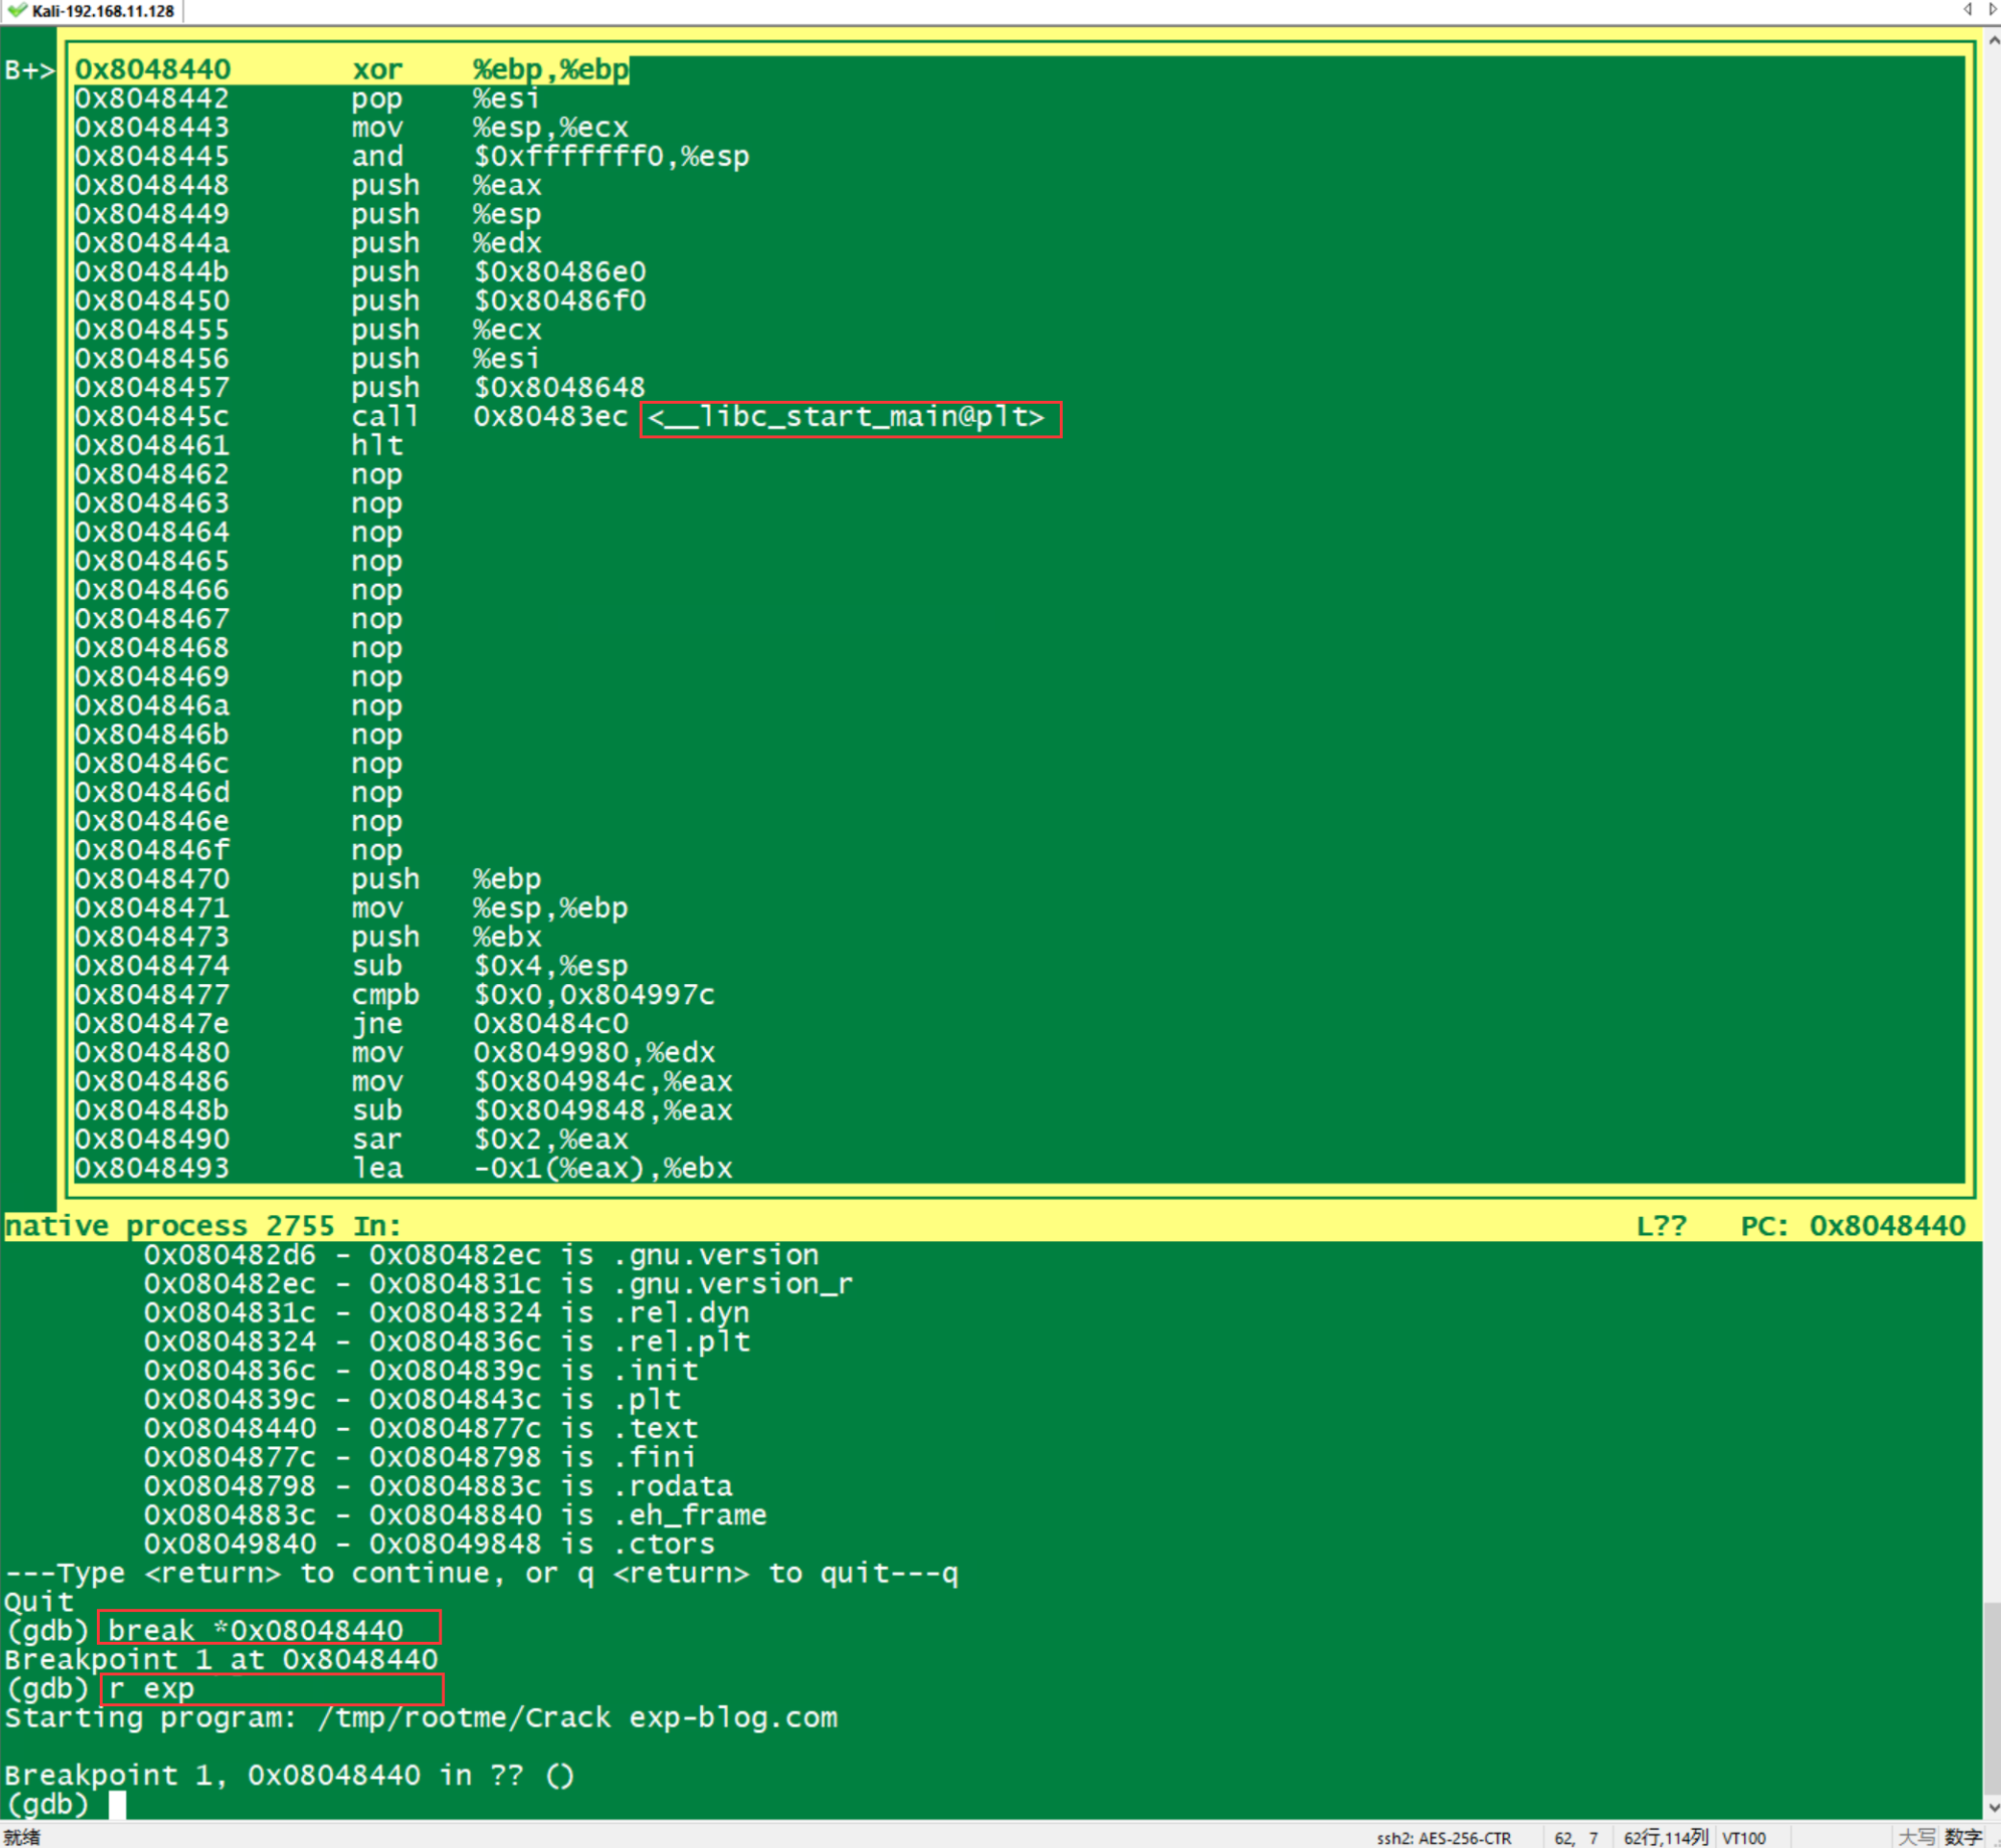 Kali-192.168.11.128
B+> 0x8048440 xor %ebp,%ebp
0x8048442 pop %esi
0x8048443 mov %esp,%ecx
0x8048445 and $0xfffffff0,%esp
0x8048448 push %eax
0x8048449 push %esp
0x804844a push %edx
0x804844b push $0x80486e0
0x8048450 push $0x80486f0
0x8048455 push %ecx
0x8048456 push %esi
0x8048457 push $0x8048648
0x804845c call 0x80483ec <__libc_start_main@plt>
0x8048461 hlt
0x8048462 nop
0x8048463 nop
0x8048464 nop
0x8048465 nop
0x8048466 nop
0x8048467 nop
0x8048468 nop
0x8048469 nop
0x804846a nop
0x804846b nop
0x804846c nop
0x804846d nop
0x804846e nop
0x804846f nop
0x8048470 push %ebp
0x8048471 mov %esp,%ebp
0x8048473 push %ebx
0x8048474 sub $0x4,%esp
0x8048477 cmpb $0x0,0x804997c
0x804847e jne 0x80484c0
0x8048480 mov 0x8049980,%edx
0x8048486 mov $0x804984c,%eax
0x804848b sub $0x8049848,%eax
0x8048490 sar $0x2,%eax
0x8048493 lea -0x1(%eax),%ebx
native process 2755 In: L?? PC: 0x8048440
0x080482d6 - 0x080482ec is .gnu.version
0x080482ec - 0x0804831c is .gnu.version_r
0x0804831c - 0x08048324 is .rel.dyn
0x08048324 - 0x0804836c is .rel.plt
0x0804836c - 0x0804839c is .init
0x0804839c - 0x0804843c is .plt
0x08048440 - 0x0804877c is .text
0x0804877c - 0x08048798 is .fini
0x08048798 - 0x0804883c is .rodata
0x0804883c - 0x08048840 is .eh_frame
0x08049840 - 0x08049848 is .ctors
---Type <return> to continue, or q <return> to quit---q
Quit
(gdb) break *0x08048440
Breakpoint 1 at 0x8048440
(gdb) r exp
Starting program: /tmp/rootme/Crack exp-blog.com
Breakpoint 1, 0x08048440 in ?? ()
(gdb)
就绪 ssh2: AES-256-CTR 62, 7 62行,114列 VT100 大写 数字